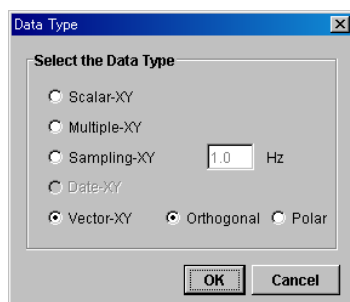 Data Type
Select the Data Type
Scalar-XY
Multiple-XY
Sampling-XY 1.0 Hz
Date-XY
Vector-XY Orthogonal Polar
OK Cancel